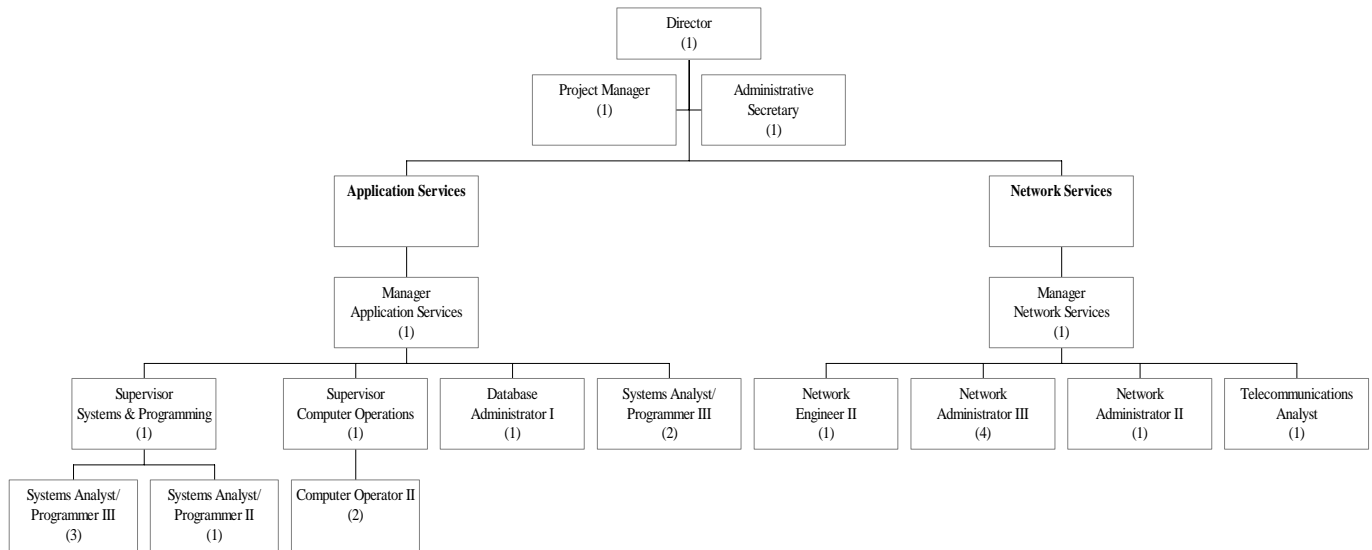 Director
(1)
Project Manager
(1)
Administrative
Secretary
(1)
Application Services
Network Services
Manager
Application Services
(1)
Manager
Network Services
(1)
Supervisor
Systems & Programming
(1)
Supervisor
Computer Operations
(1)
Database
Administrator I
(1)
Systems Analyst/
Programmer III
(2)
Network
Engineer II
(1)
Network
Administrator III
(4)
Network
Administrator II
(1)
Telecommunications
Analyst
(1)
Systems Analyst/
Programmer III
(3)
Systems Analyst/
Programmer II
(1)
Computer Operator II
(2)